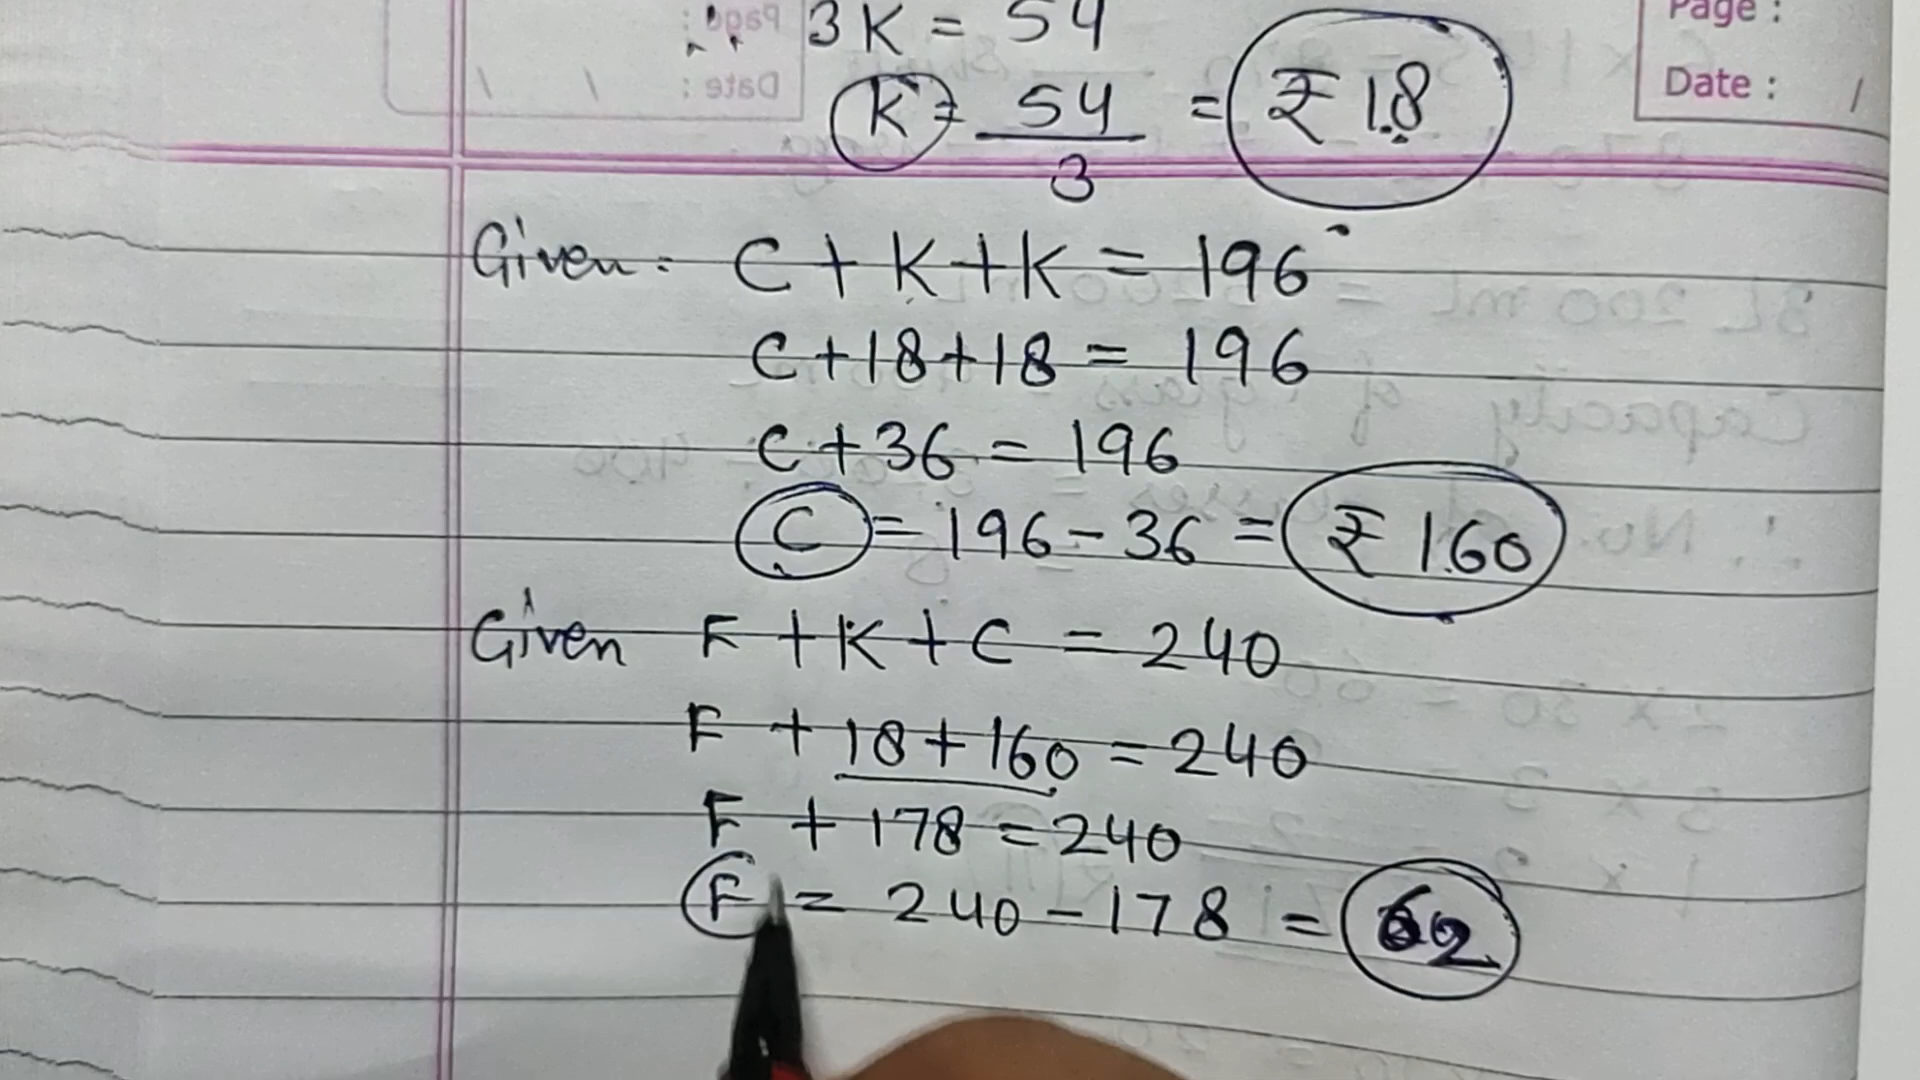 3K = 54
Page :
K = 54/3 = ₹ 18
Date : /
Given: C + K + K = 196
C + 18 + 18 = 196
C + 36 = 196
C = 196 - 36 = ₹ 160
Given F + K + C = 240
F + 18 + 160 = 240
F + 178 = 240
F = 240 - 178 = 62